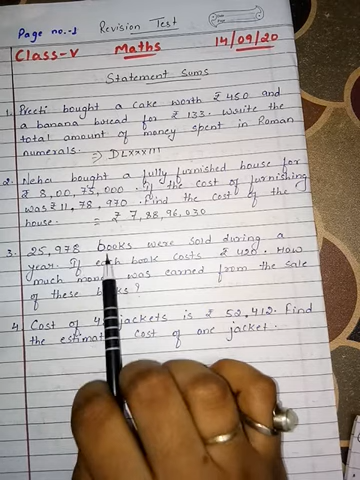 Page no.-1 Revision Test
Class-V Maths 14/09/20
Statement Sums
1. Preeti bought a cake worth ₹ 450 and
a banana bread for ₹ 133. Write the
total amount of money spent in Roman
numerals. ⇒ DLXXXIII
2. Neha bought a fully furnished house for
₹ 8,00,75,000. If the cost of furnishing
was ₹ 11,78,970. Find the cost of the
house. = ₹ 7,88,96,030
3. 25,978 books were sold during a
year. If each book costs ₹ 420. How
much money was earned from the sale
of these books?
4. Cost of jackets is ₹ 52,412. Find
the cost of one jacket.